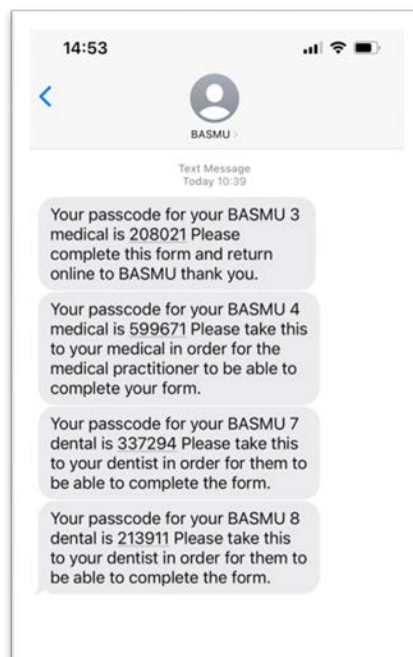 14:53
BASMU >
Text Message
Today 10:39
Your passcode for your BASMU 3
medical is 208021 Please
complete this form and return
online to BASMU thank you.
Your passcode for your BASMU 4
medical is 599671 Please take this
to your medical in order for the
medical practitioner to be able to
complete your form.
Your passcode for your BASMU 7
dental is 337294 Please take this
to your dentist in order for them to
be able to complete the form.
Your passcode for your BASMU 8
dental is 213911 Please take this
to your dentist in order for them to
be able to complete the form.